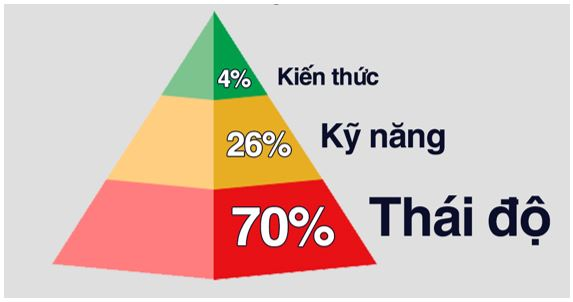 4% Kiến thức
26% Kỹ năng
70% Thái độ